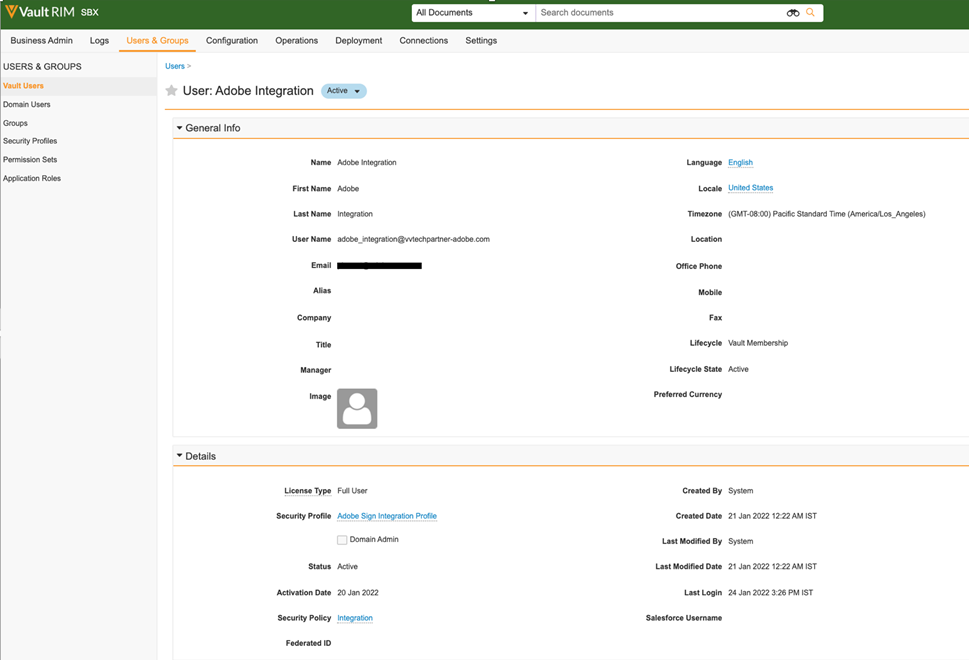 Vault RIM SBX All Documents Search documents
Business Admin Logs Users & Groups Configuration Operations Deployment Connections Settings
USERS & GROUPS
Vault Users
Domain Users
Groups
Security Profiles
Permission Sets
Application Roles
Users >
User: Adobe Integration Active
General Info
Name Adobe Integration
First Name Adobe
Last Name Integration
User Name adobe_integration@vvtechpartner-adobe.com
Email
Alias
Company
Title
Manager
Image
Language English
Locale United States
Timezone (GMT-08:00) Pacific Standard Time (America/Los_Angeles)
Location
Office Phone
Mobile
Fax
Lifecycle Vault Membership
Lifecycle State Active
Preferred Currency
Details
License Type Full User
Security Profile Adobe Sign Integration Profile
Domain Admin
Status Active
Activation Date 20 Jan 2022
Security Policy Integration
Federated ID
Created By System
Created Date 21 Jan 2022 12:22 AM IST
Last Modified By System
Last Modified Date 21 Jan 2022 12:22 AM IST
Last Login 24 Jan 2022 3:26 PM IST
Salesforce Username